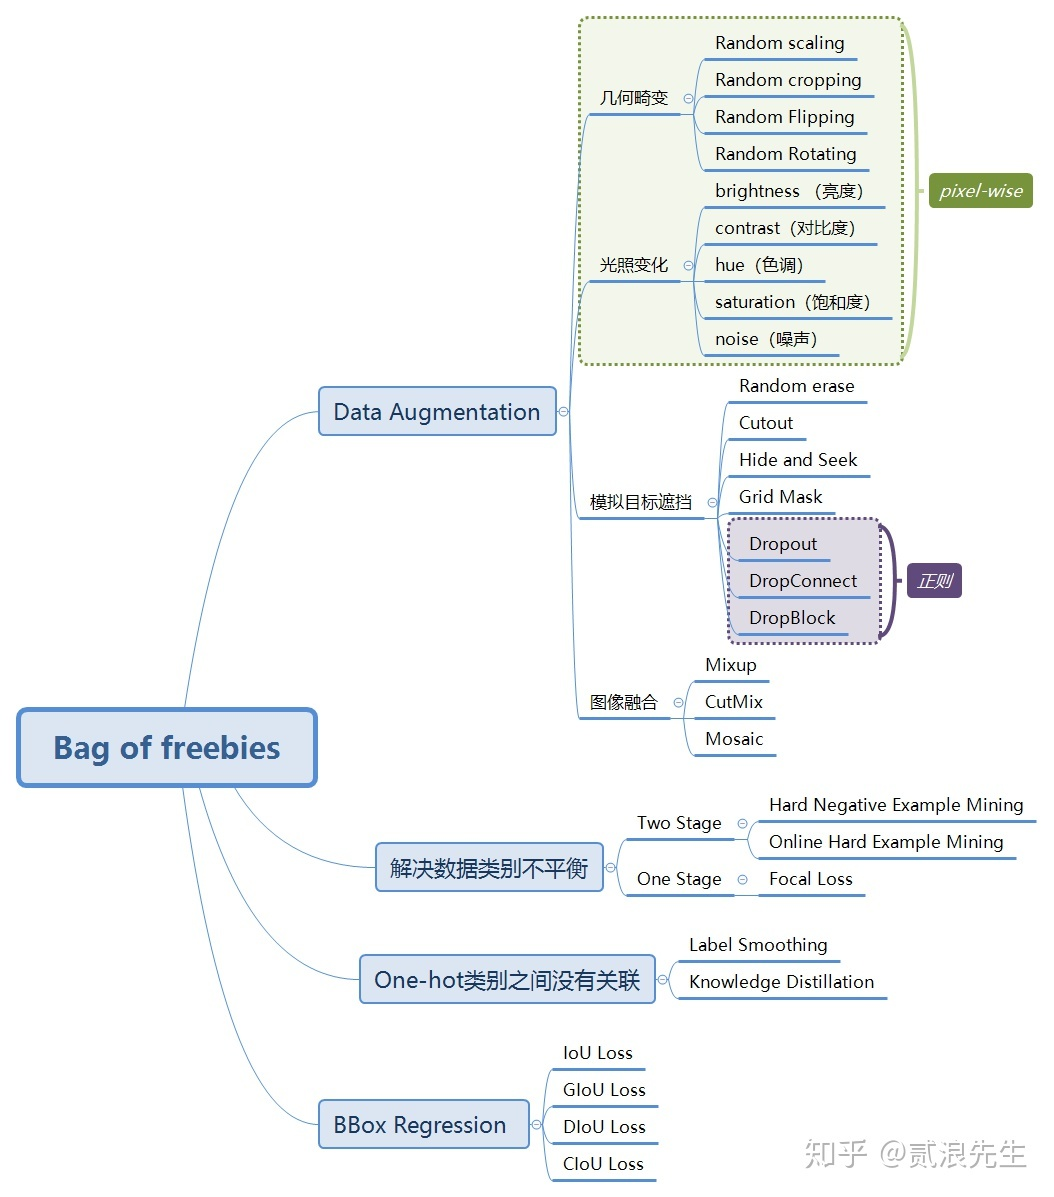 Bag of freebies
Data Augmentation
几何畸变
Random scaling
Random cropping
Random Flipping
Random Rotating
光照变化
brightness （亮度）
contrast（对比度）
hue（色调）
saturation（饱和度）
noise（噪声）
pixel-wise
模拟目标遮挡
Random erase
Cutout
Hide and Seek
Grid Mask
Dropout
DropConnect
DropBlock
正则
图像融合
Mixup
CutMix
Mosaic
解决数据类别不平衡
Two Stage
Hard Negative Example Mining
Online Hard Example Mining
One Stage
Focal Loss
One-hot类别之间没有关联
Label Smoothing
Knowledge Distillation
BBox Regression
IoU Loss
GIoU Loss
DIoU Loss
CIoU Loss
知乎 @贰浪先生